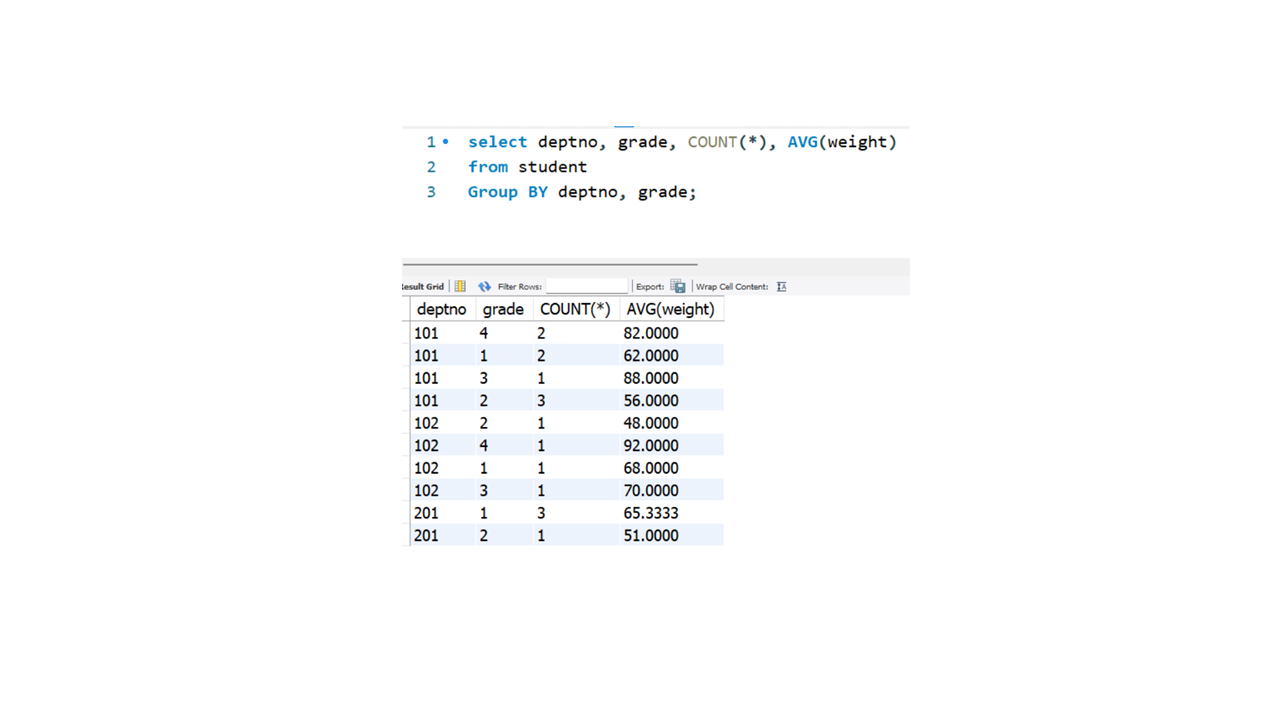 1 select deptno, grade, COUNT(*), AVG(weight)
2 from student
3 Group BY deptno, grade;
Result Grid Filter Rows: Export: Wrap Cell Content: IA
deptno grade COUNT(*) AVG(weight)
101 4 2 82.0000
101 1 2 62.0000
101 3 1 88.0000
101 2 3 56.0000
102 2 1 48.0000
102 4 1 92.0000
102 1 1 68.0000
102 3 1 70.0000
201 1 3 65.3333
201 2 1 51.0000